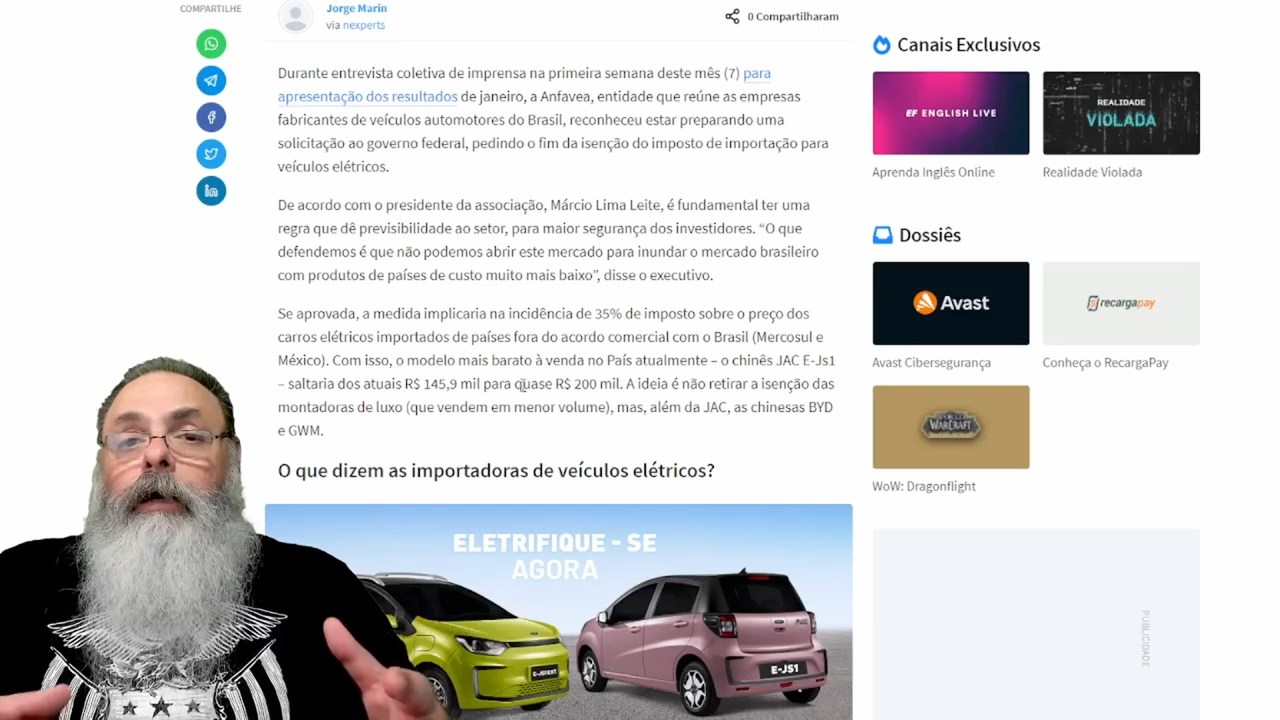 COMPARTILHE
Jorge Marin
via nexperts
0 Compartilharam
Durante entrevista coletiva de imprensa na primeira semana deste mês (7) para
apresentação dos resultados de janeiro, a Anfavea, entidade que reúne as empresas
fabricantes de veículos automotores do Brasil, reconheceu estar preparando uma
solicitação ao governo federal, pedindo o fim da isenção do imposto de importação para
veículos elétricos.
De acordo com o presidente da associação, Márcio Lima Leite, é fundamental ter uma
regra que dê previsibilidade ao setor, para maior segurança dos investidores. “O que
defendemos é que não podemos abrir este mercado para inundar o mercado brasileiro
com produtos de países de custo muito mais baixo”, disse o executivo.
Se aprovada, a medida implicaria na incidência de 35% de imposto sobre o preço dos
carros elétricos importados de países fora do acordo comercial com o Brasil (Mercosul e
México). Com isso, o modelo mais barato à venda no País atualmente – o chinês JAC E-Js1
– saltaria dos atuais R$ 145,9 mil para quase R$ 200 mil. A ideia é não retirar a isenção das
montadoras de luxo (que vendem em menor volume), mas, além da JAC, as chinesas BYD
e GWM.
O que dizem as importadoras de veículos elétricos?
ELETRIFIQUE - SE
AGORA
E-JS1
Canais Exclusivos
EF ENGLISH LIVE
REALIDADE
VIOLADA
Aprenda Inglês Online
Realidade Violada
Dossiês
Avast
recargapay
Avast Cibersegurança
Conheça o RecargaPay
WARCRAFT
WoW: Dragonflight
PUBLICIDADE